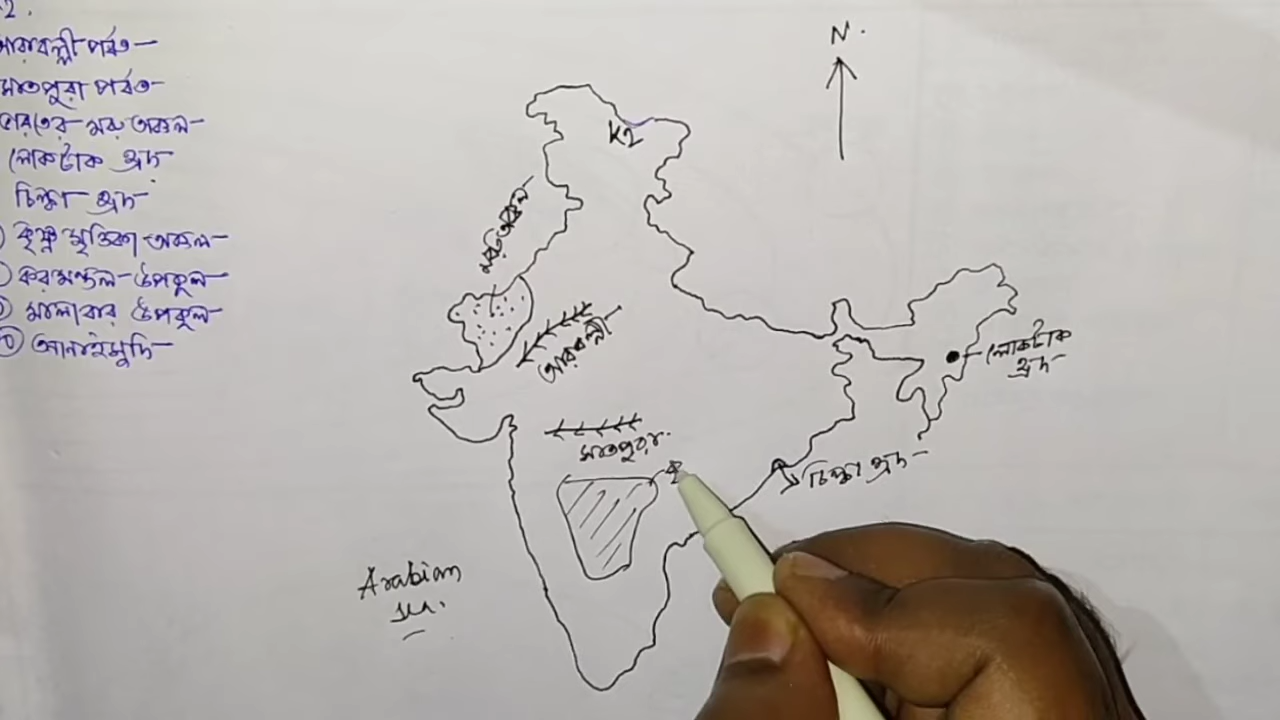 2.
আরাবল্লী পর্বত-
সাতপুরা পর্বত-
ভারতের মরু অঞ্চল-
লোকটাক হ্রদ
চিল্কা হ্রদ-
কৃষ্ণ মৃত্তিকা অঞ্চল-
করমন্ডল উপকূল-
মালাবার উপকূল-
আনাইমুদি-
N.
K2
মরু অঞ্চল-
আরাবল্লী-
লোকটাক
হ্রদ-
সাতপুরা.
চিল্কা হ্রদ-
কৃ
Arabian